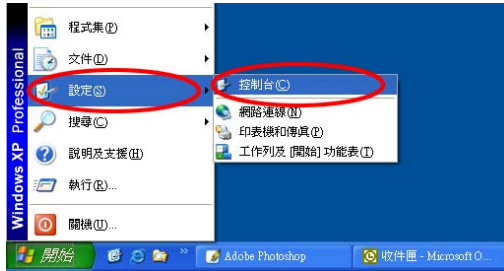 Windows XP Professional
程式集(P)
文件(D)
設定(S)
搜尋(C)
說明及支援(H)
執行(R)...
關機(U)...
控制台(C)
網路連線(N)
印表機和傳真(P)
工作列及 [開始] 功能表(T)
開始
»
Adobe Photoshop
收件匣 - Microsoft O...